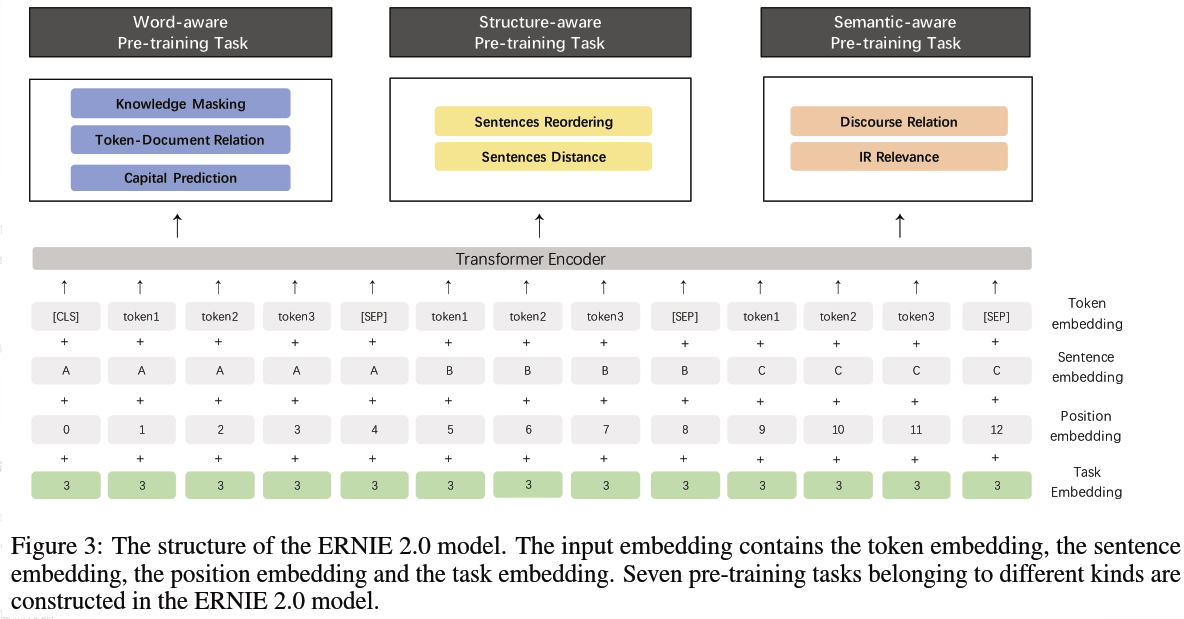 Word-aware
Pre-training Task
Structure-aware
Pre-training Task
Semantic-aware
Pre-training Task
Knowledge Masking
Token-Document Relation
Capital Prediction
Sentences Reordering
Sentences Distance
Discourse Relation
IR Relevance
↑ ↑ ↑
Transformer Encoder
↑ ↑ ↑ ↑ ↑ ↑ ↑ ↑ ↑ ↑ ↑ ↑ ↑
[CLS] token1 token2 token3 [SEP] token1 token2 token3 [SEP] token1 token2 token3 [SEP]
Token
embedding
+ + + + + + + + + + + + +
A A A A A B B B B C C C C
Sentence
embedding
+ + + + + + + + + + + + +
0 1 2 3 4 5 6 7 8 9 10 11 12
Position
embedding
+ + + + + + + + + + + + +
3 3 3 3 3 3 3 3 3 3 3 3 3
Task
Embedding
Figure 3: The structure of the ERNIE 2.0 model. The input embedding contains the token embedding, the sentence
embedding, the position embedding and the task embedding. Seven pre-training tasks belonging to different kinds are
constructed in the ERNIE 2.0 model.